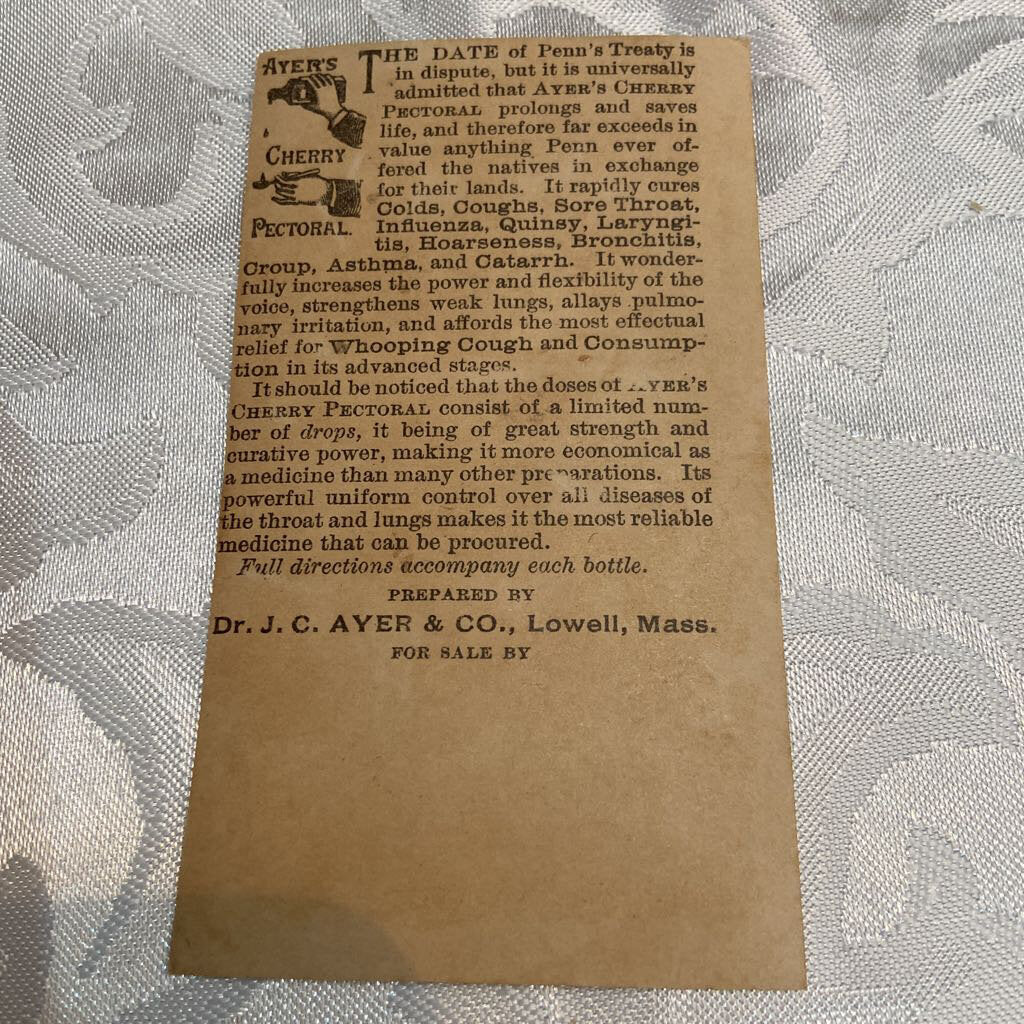 AYER'S
CHERRY
PECTORAL.
THE DATE of Penn's Treaty is
in dispute, but it is universally
admitted that AYER'S CHERRY
PECTORAL prolongs and saves
life, and therefore far exceeds in
value anything Penn ever of-
fered the natives in exchange
for their lands. It rapidly cures
Colds, Coughs, Sore Throat,
Influenza, Quinsy, Laryngi-
tis, Hoarseness, Bronchitis,
Croup, Asthma, and Catarrh. It wonder-
fully increases the power and flexibility of the
voice, strengthens weak lungs, allays pulmo-
nary irritation, and affords the most effectual
relief for Whooping Cough and Consump-
tion in its advanced stages.
It should be noticed that the doses of AYER'S
CHERRY PECTORAL consist of a limited num-
ber of drops, it being of great strength and
curative power, making it more economical as
a medicine than many other preparations. Its
powerful uniform control over all diseases of
the throat and lungs makes it the most reliable
medicine that can be procured.
Full directions accompany each bottle.
PREPARED BY
Dr. J. C. AYER & CO., Lowell, Mass.
FOR SALE BY